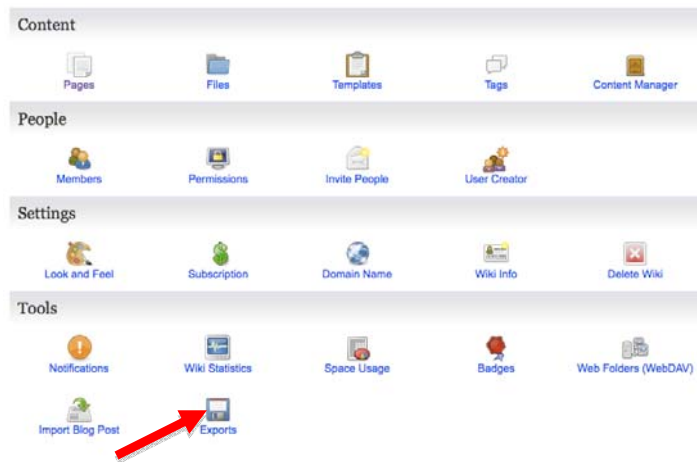 Content
Pages Files Templates Tags Content Manager
People
Members Permissions Invite People User Creator
Settings
Look and Feel Subscription Domain Name Wiki Info Delete Wiki
Tools
Notifications Wiki Statistics Space Usage Badges Web Folders (WebDAV)
Import Blog Post Exports